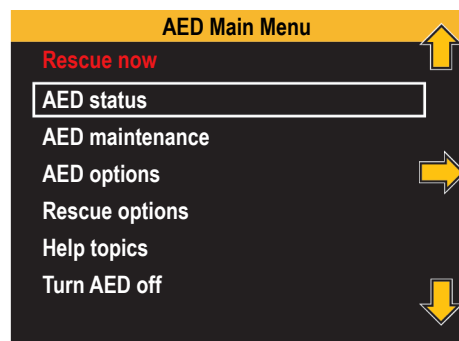 AED Main Menu
Rescue now
AED status
AED maintenance
AED options
Rescue options
Help topics
Turn AED off